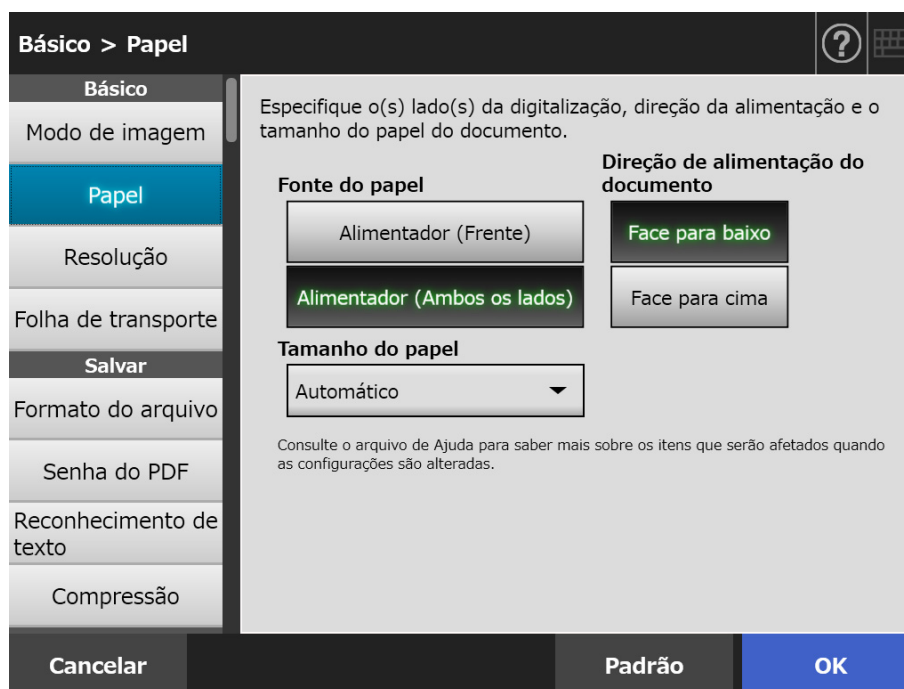 Básico > Papel
?
Básico
Modo de imagem
Papel
Resolução
Folha de transporte
Salvar
Formato do arquivo
Senha do PDF
Reconhecimento de
texto
Compressão
Especifique o(s) lado(s) da digitalização, direção da alimentação e o
tamanho do papel do documento.
Fonte do papel
Alimentador (Frente)
Alimentador (Ambos os lados)
Direção de alimentação do
documento
Face para baixo
Face para cima
Tamanho do papel
Automático
Consulte o arquivo de Ajuda para saber mais sobre os itens que serão afetados quando
as configurações são alteradas.
Cancelar
Padrão
OK